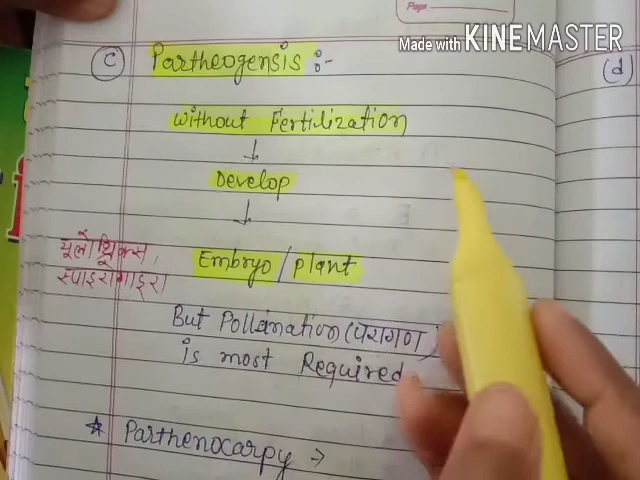 Page
Made with KINEMASTER
(C) Partheogensis :-
(d)
Without Fertilization
↓
Develop
↓
यूलोथ्रिक्स,
स्पाइरोगाइरा
Embryo / Plant
But Pollination (परागण)
is most Required
* Parthenocarpy →